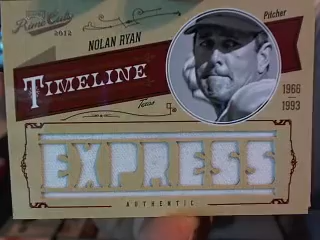 Prime Cuts
2012
NOLAN RYAN
Pitcher
TIMELINE
1966
1993
Texas
EXPRESS
AUTHENTIC